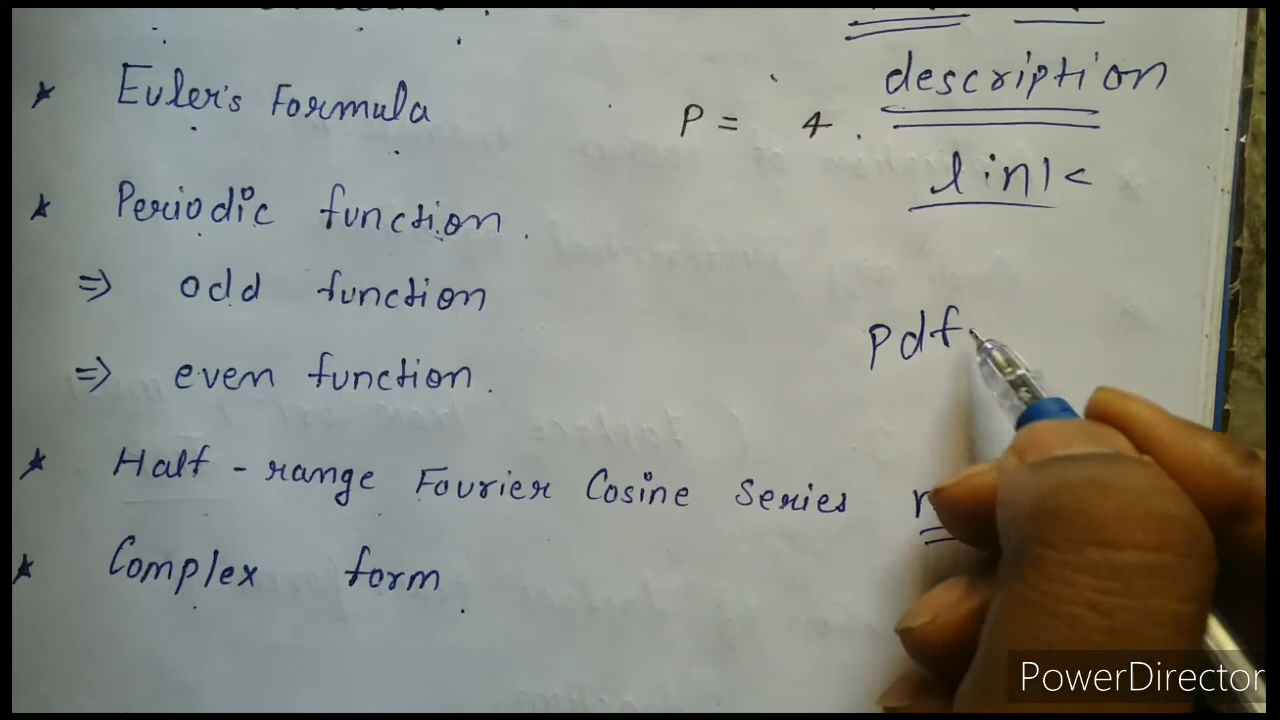 ★ Euler's Formula
P = 4.
description
link
★ Periodic function.
⇒ odd function
⇒ even function.
pdf
★ Half-range Fourier Cosine Series
★ Complex form.
PowerDirector